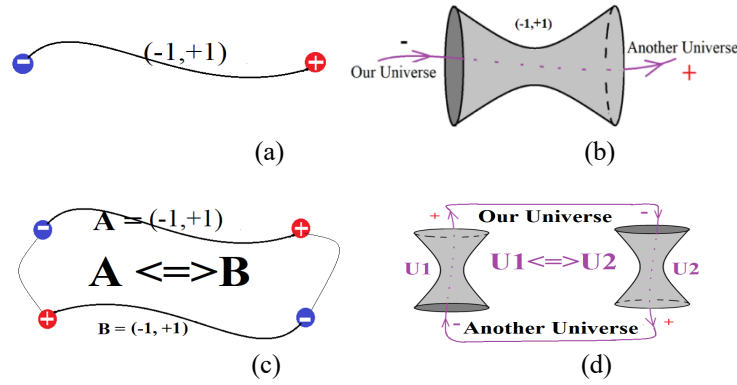 (-1,+1)
-
+
(a)
(-1,+1)
-
Our Universe
Another Universe
+
(b)
A = (-1,+1)
-
+
A <=> B
+
-
B = (-1, +1)
(c)
+
Our Universe
-
U1
U1<=>U2
U2
-
Another Universe
+
(d)